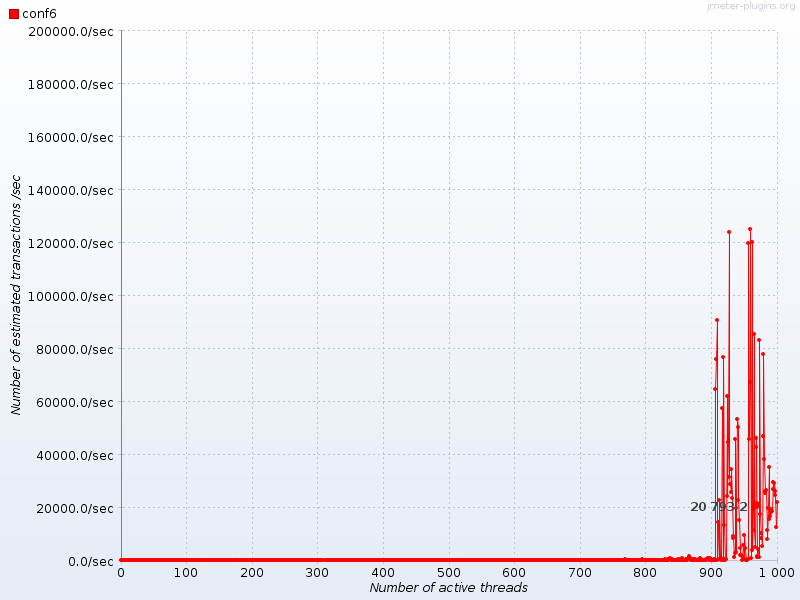 conf6
jmeter-plugins.org
200000.0/sec
180000.0/sec
160000.0/sec
140000.0/sec
120000.0/sec
100000.0/sec
80000.0/sec
60000.0/sec
40000.0/sec
20000.0/sec
0.0/sec
Number of estimated transactions /sec
20 793.2
0 100 200 300 400 500 600 700 800 900 1 000
Number of active threads